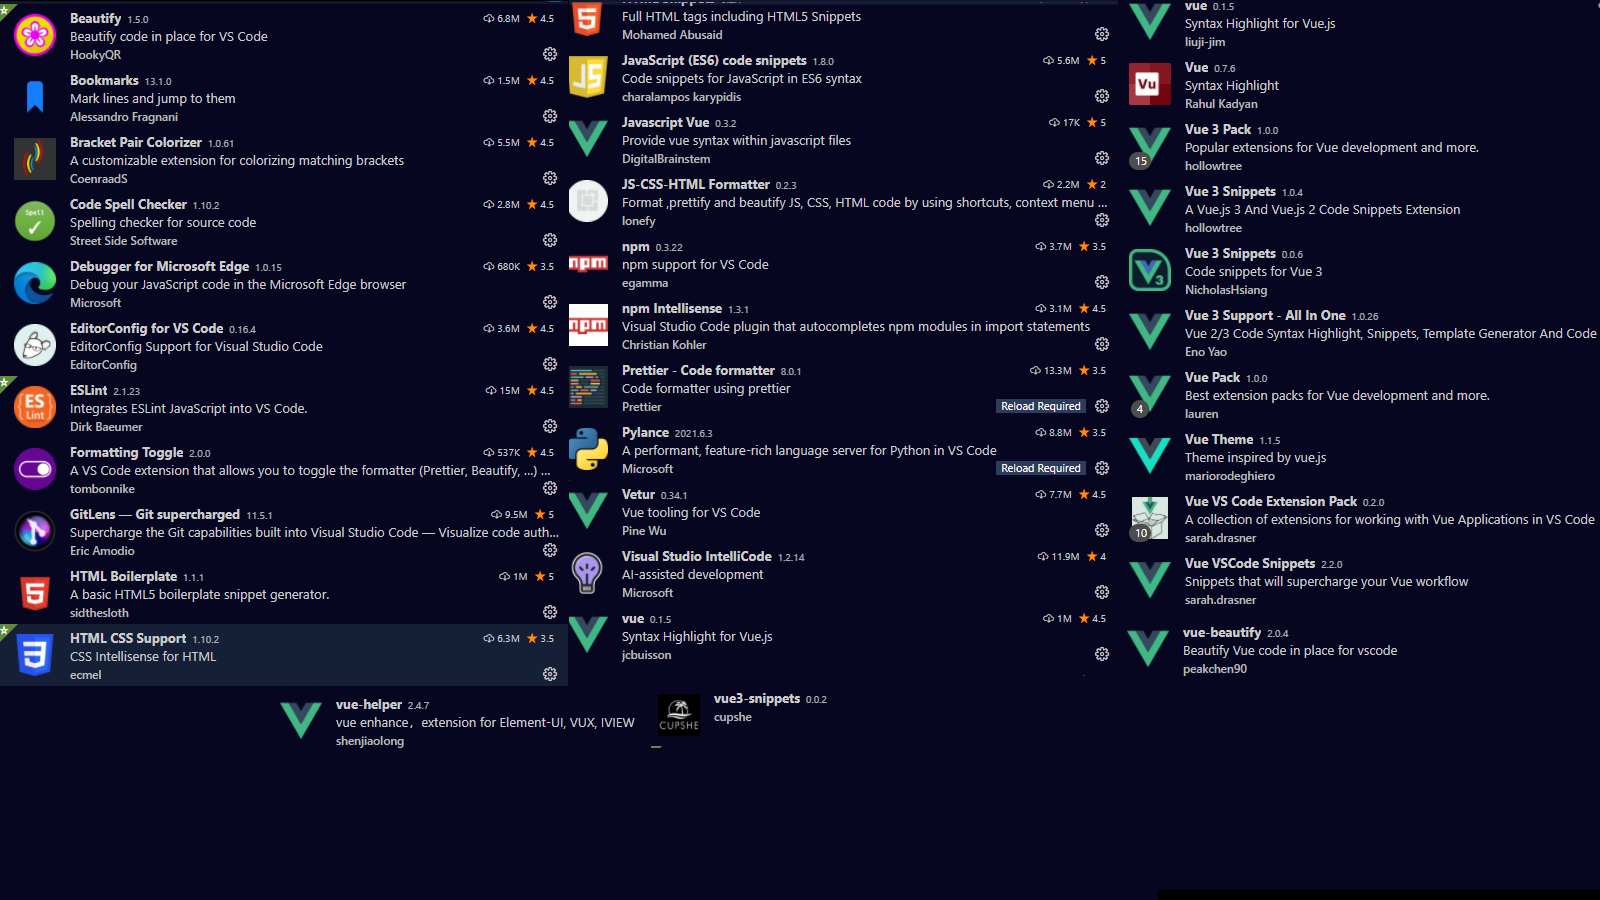 Beautify 1.5.0 6.8M 4.5
Beautify code in place for VS Code
HookyQR
Bookmarks 13.1.0 1.5M 4.5
Mark lines and jump to them
Alessandro Fragnani
Bracket Pair Colorizer 1.0.61 5.5M 4.5
A customizable extension for colorizing matching brackets
CoenraadS
Spell
Code Spell Checker 1.10.2 2.8M 4.5
Spelling checker for source code
Street Side Software
Debugger for Microsoft Edge 1.0.15 680K 3.5
Debug your JavaScript code in the Microsoft Edge browser
Microsoft
EditorConfig for VS Code 0.16.4 3.6M 4.5
EditorConfig Support for Visual Studio Code
EditorConfig
ES
Lint
ESLint 2.1.23 15M 4.5
Integrates ESLint JavaScript into VS Code.
Dirk Baeumer
Formatting Toggle 2.0.0 537K 4.5
A VS Code extension that allows you to toggle the formatter (Prettier, Beautify, ...) ...
tombonnike
GitLens — Git supercharged 11.5.1 9.5M 5
Supercharge the Git capabilities built into Visual Studio Code — Visualize code auth...
Eric Amodio
5
HTML Boilerplate 1.1.1 1M 5
A basic HTML5 boilerplate snippet generator.
sidthesloth
3
HTML CSS Support 1.10.2 6.3M 3.5
CSS Intellisense for HTML
ecmel
5
Full HTML tags including HTML5 Snippets
Mohamed Abusaid
JS
JavaScript (ES6) code snippets 1.8.0 5.6M 5
Code snippets for JavaScript in ES6 syntax
charalampos karypidis
Javascript Vue 0.3.2 17K 5
Provide vue syntax within javascript files
DigitalBrainstem
JS-CSS-HTML Formatter 0.2.3 2.2M 2
Format ,prettify and beautify JS, CSS, HTML code by using shortcuts, context menu ...
lonefy
npm
npm 0.3.22 3.7M 3.5
npm support for VS Code
egamma
npm
npm Intellisense 1.3.1 3.1M 4.5
Visual Studio Code plugin that autocompletes npm modules in import statements
Christian Kohler
Prettier - Code formatter 8.0.1 13.3M 3.5
Code formatter using prettier
Prettier Reload Required
Pylance 2021.6.3 8.8M 3.5
A performant, feature-rich language server for Python in VS Code
Microsoft Reload Required
Vetur 0.34.1 7.7M 4.5
Vue tooling for VS Code
Pine Wu
Visual Studio IntelliCode 1.2.14 11.9M 4
AI-assisted development
Microsoft
vue 0.1.5 1M 4.5
Syntax Highlight for Vue.js
jcbuisson
vue 0.1.5
Syntax Highlight for Vue.js
liuji-jim
Vu
Vue 0.7.6
Syntax Highlight
Rahul Kadyan
15
Vue 3 Pack 1.0.0
Popular extensions for Vue development and more.
hollowtree
Vue 3 Snippets 1.0.4
A Vue.js 3 And Vue.js 2 Code Snippets Extension
hollowtree
3
Vue 3 Snippets 0.0.6
Code snippets for Vue 3
NicholasHsiang
Vue 3 Support - All In One 1.0.26
Vue 2/3 Code Syntax Highlight, Snippets, Template Generator And Code
Eno Yao
4
Vue Pack 1.0.0
Best extension packs for Vue development and more.
lauren
Vue Theme 1.1.5
Theme inspired by vue.js
mariorodeghiero
10
Vue VS Code Extension Pack 0.2.0
A collection of extensions for working with Vue Applications in VS Code
sarah.drasner
Vue VSCode Snippets 2.2.0
Snippets that will supercharge your Vue workflow
sarah.drasner
vue-beautify 2.0.4
Beautify Vue code in place for vscode
peakchen90
vue-helper 2.4.7
vue enhance，extension for Element-UI, VUX, IVIEW
shenjiaolong
CUPSHE
vue3-snippets 0.0.2
cupshe